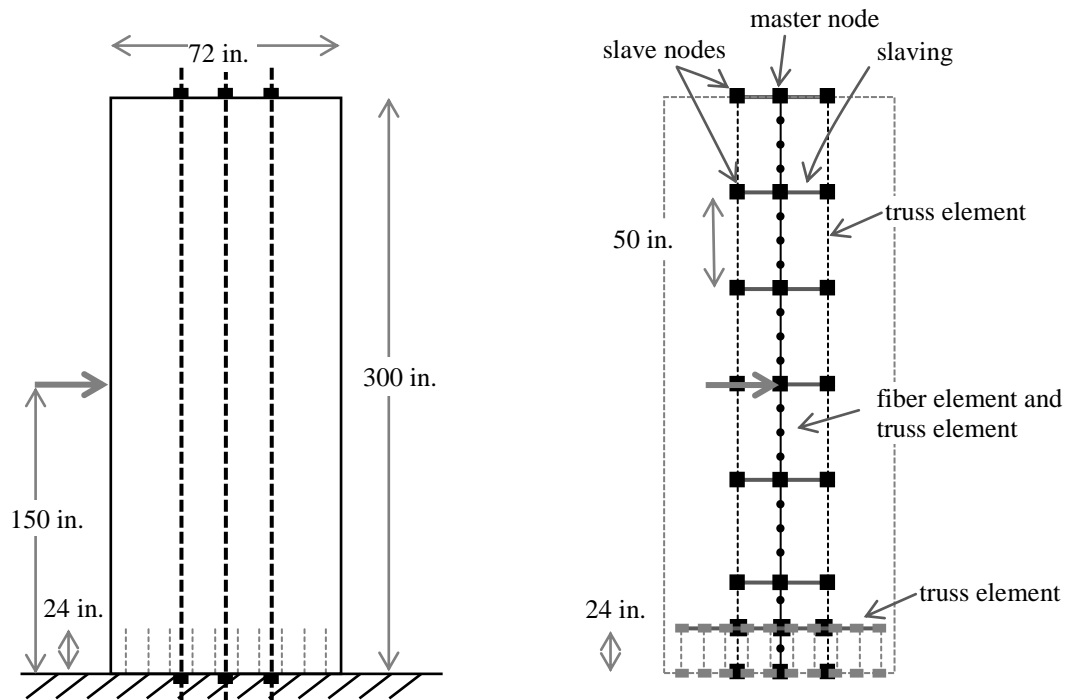 72 in.
300 in.
150 in.
24 in.
master node
slave nodes
slaving
truss element
50 in.
fiber element and
truss element
truss element
24 in.